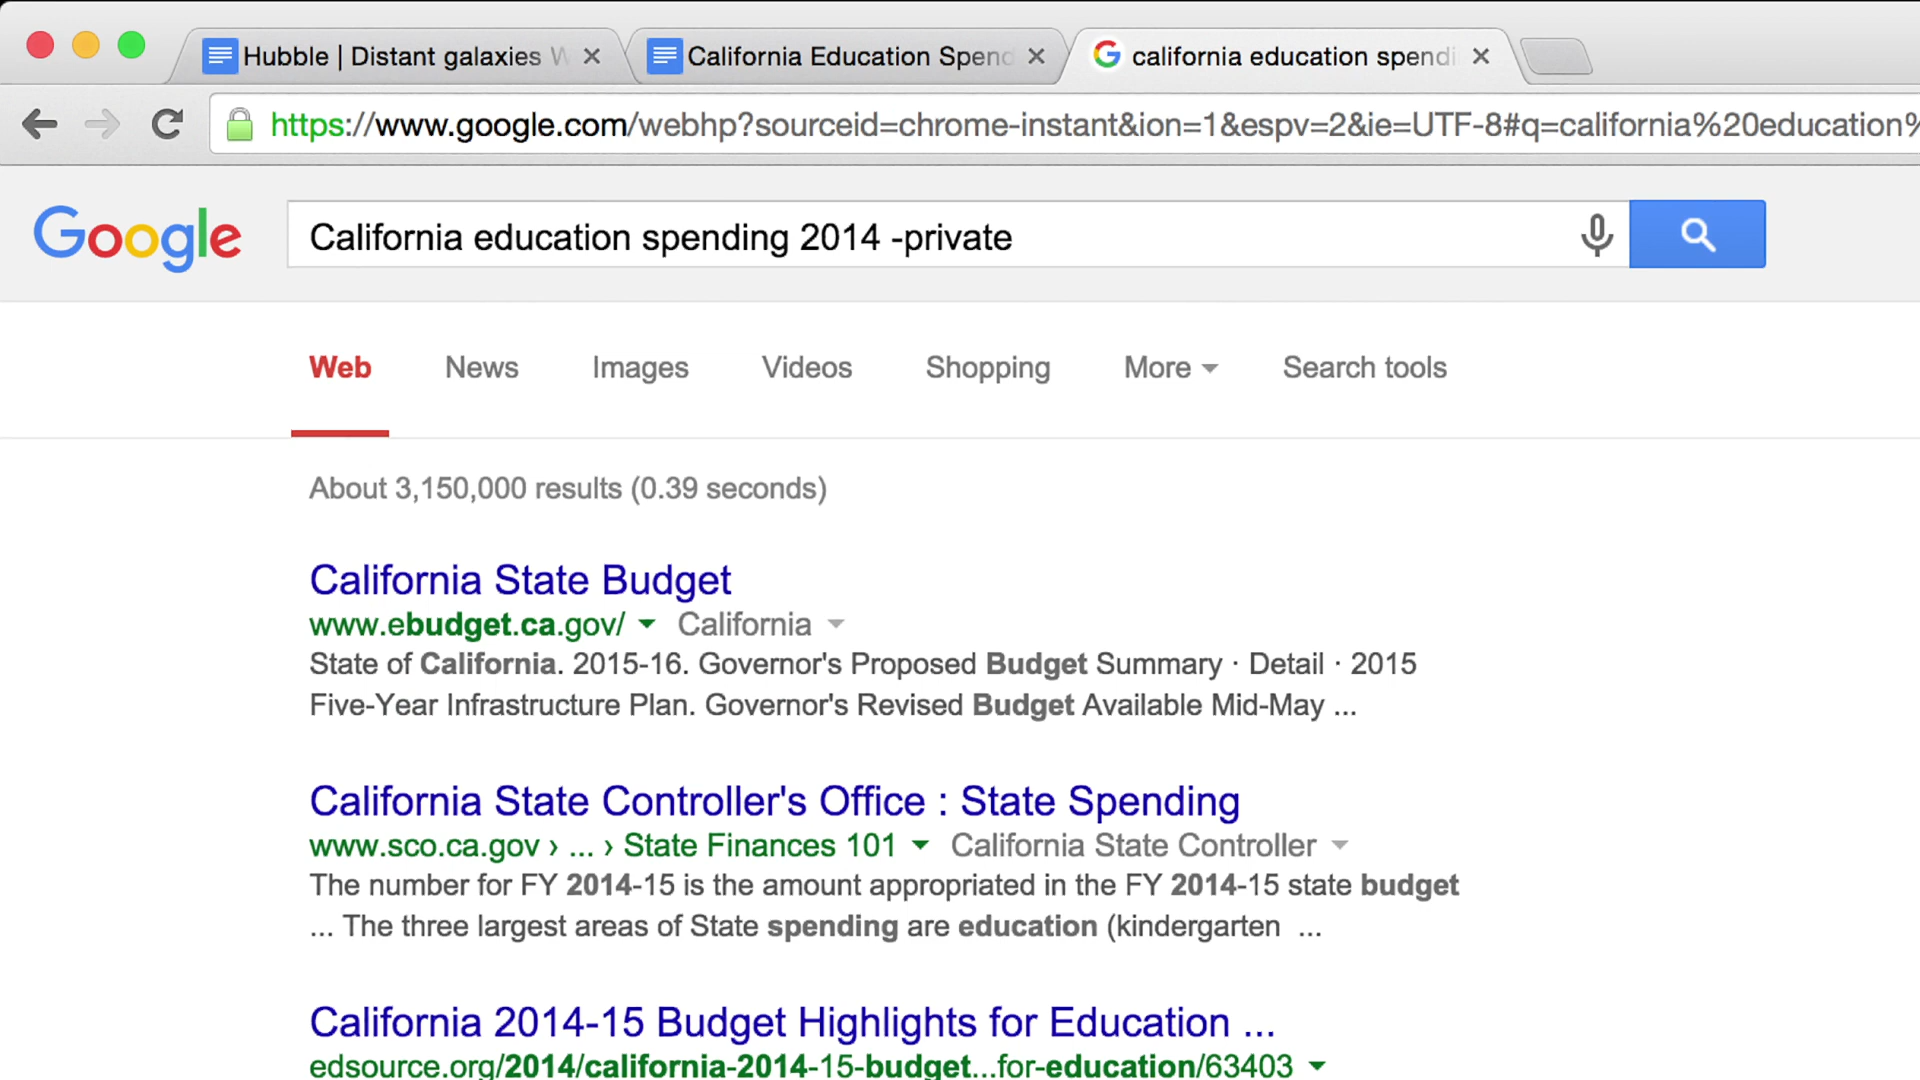 Hubble | Distant galaxies W
California Education Spend
california education spendi
https://www.google.com/webhp?sourceid=chrome-instant&ion=1&espv=2&ie=UTF-8#q=california%20education%
Google
California education spending 2014 -private
Web News Images Videos Shopping More Search tools
About 3,150,000 results (0.39 seconds)
California State Budget
www.ebudget.ca.gov/ California
State of California. 2015-16. Governor's Proposed Budget Summary · Detail · 2015
Five-Year Infrastructure Plan. Governor's Revised Budget Available Mid-May ...
California State Controller's Office : State Spending
www.sco.ca.gov › ... › State Finances 101 California State Controller
The number for FY 2014-15 is the amount appropriated in the FY 2014-15 state budget
... The three largest areas of State spending are education (kindergarten ...
California 2014-15 Budget Highlights for Education ...
edsource.org/2014/california-2014-15-budget...for-education/63403